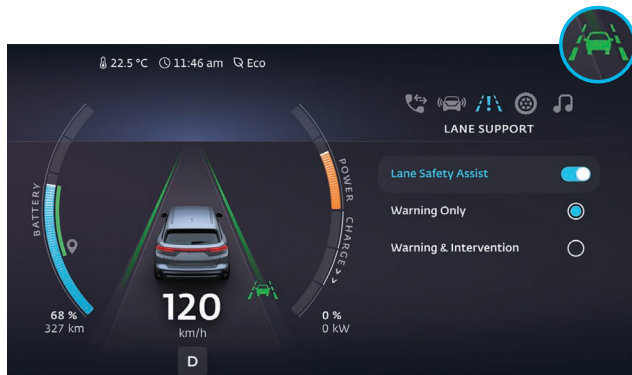 22.5 °C 11:46 am Eco
LANE SUPPORT
BATTERY
POWER
CHARGE
Lane Safety Assist
Warning Only
Warning & Intervention
120
km/h
68 %
327 km
0 %
0 kW
D